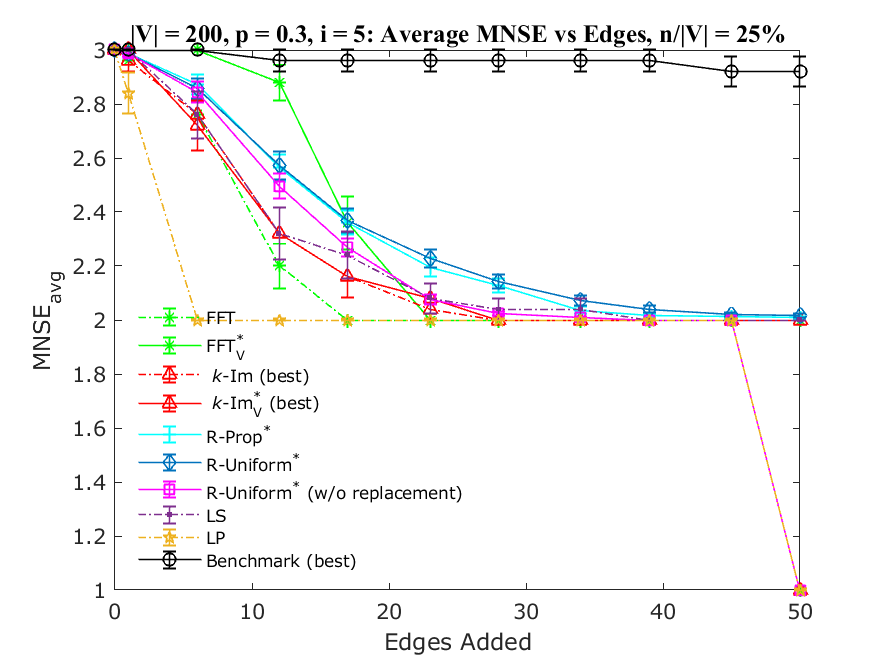 |V| = 200, p = 0.3, i = 5: Average MNSE vs Edges, n/|V| = 25%
3
2.8
2.6
2.4
2.2
2
1.8
1.6
1.4
1.2
1
MNSE_avg
FFT
FFT*_V
k-Im (best)
k-Im*_V (best)
R-Prop*
R-Uniform*
R-Uniform* (w/o replacement)
LS
LP
Benchmark (best)
0 10 20 30 40 50
Edges Added